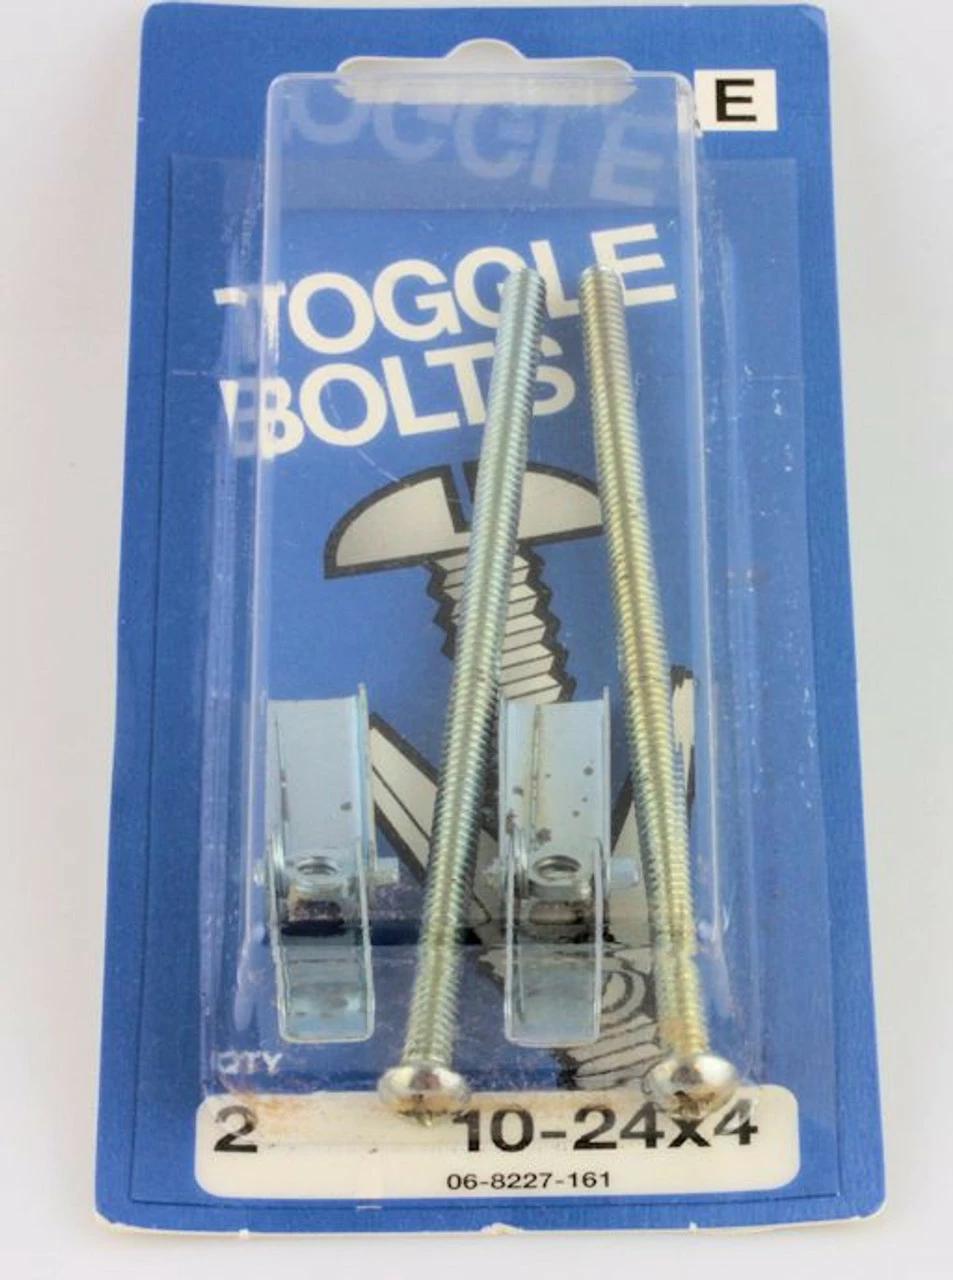 E
TOGGLE
BOLTS
QTY
2 10-24x4
06-8227-161